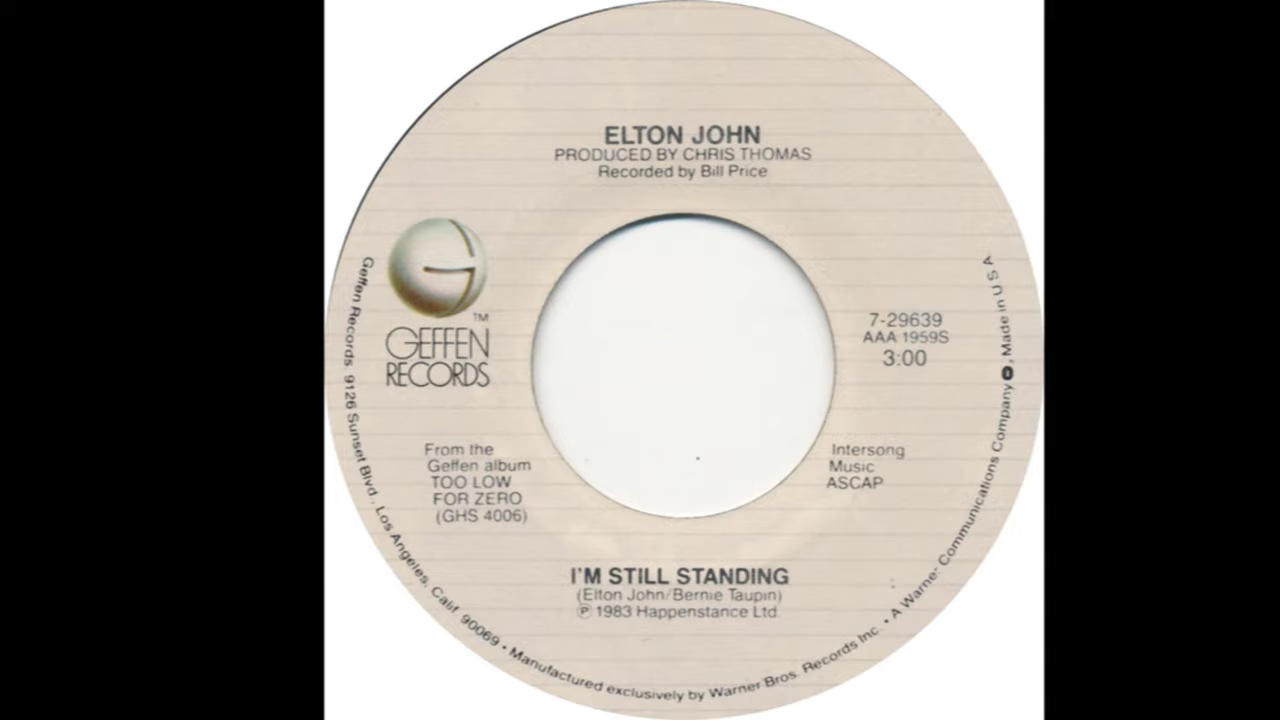 ELTON JOHN
PRODUCED BY CHRIS THOMAS
Recorded by Bill Price
TM
GEFFEN
RECORDS
7-29639
AAA 1959S
3:00
From the
Geffen album
TOO LOW
FOR ZERO
(GHS 4006)
Intersong
Music
ASCAP
I'M STILL STANDING
(Elton John/Bernie Taupin)
Ⓟ 1983 Happenstance Ltd.
Geffen Records. 9126 Sunset Blvd., Los Angeles, Calif. 90069 • Manufactured exclusively by Warner Bros. Records Inc. • A Warner Communications Company, Made in U S A.